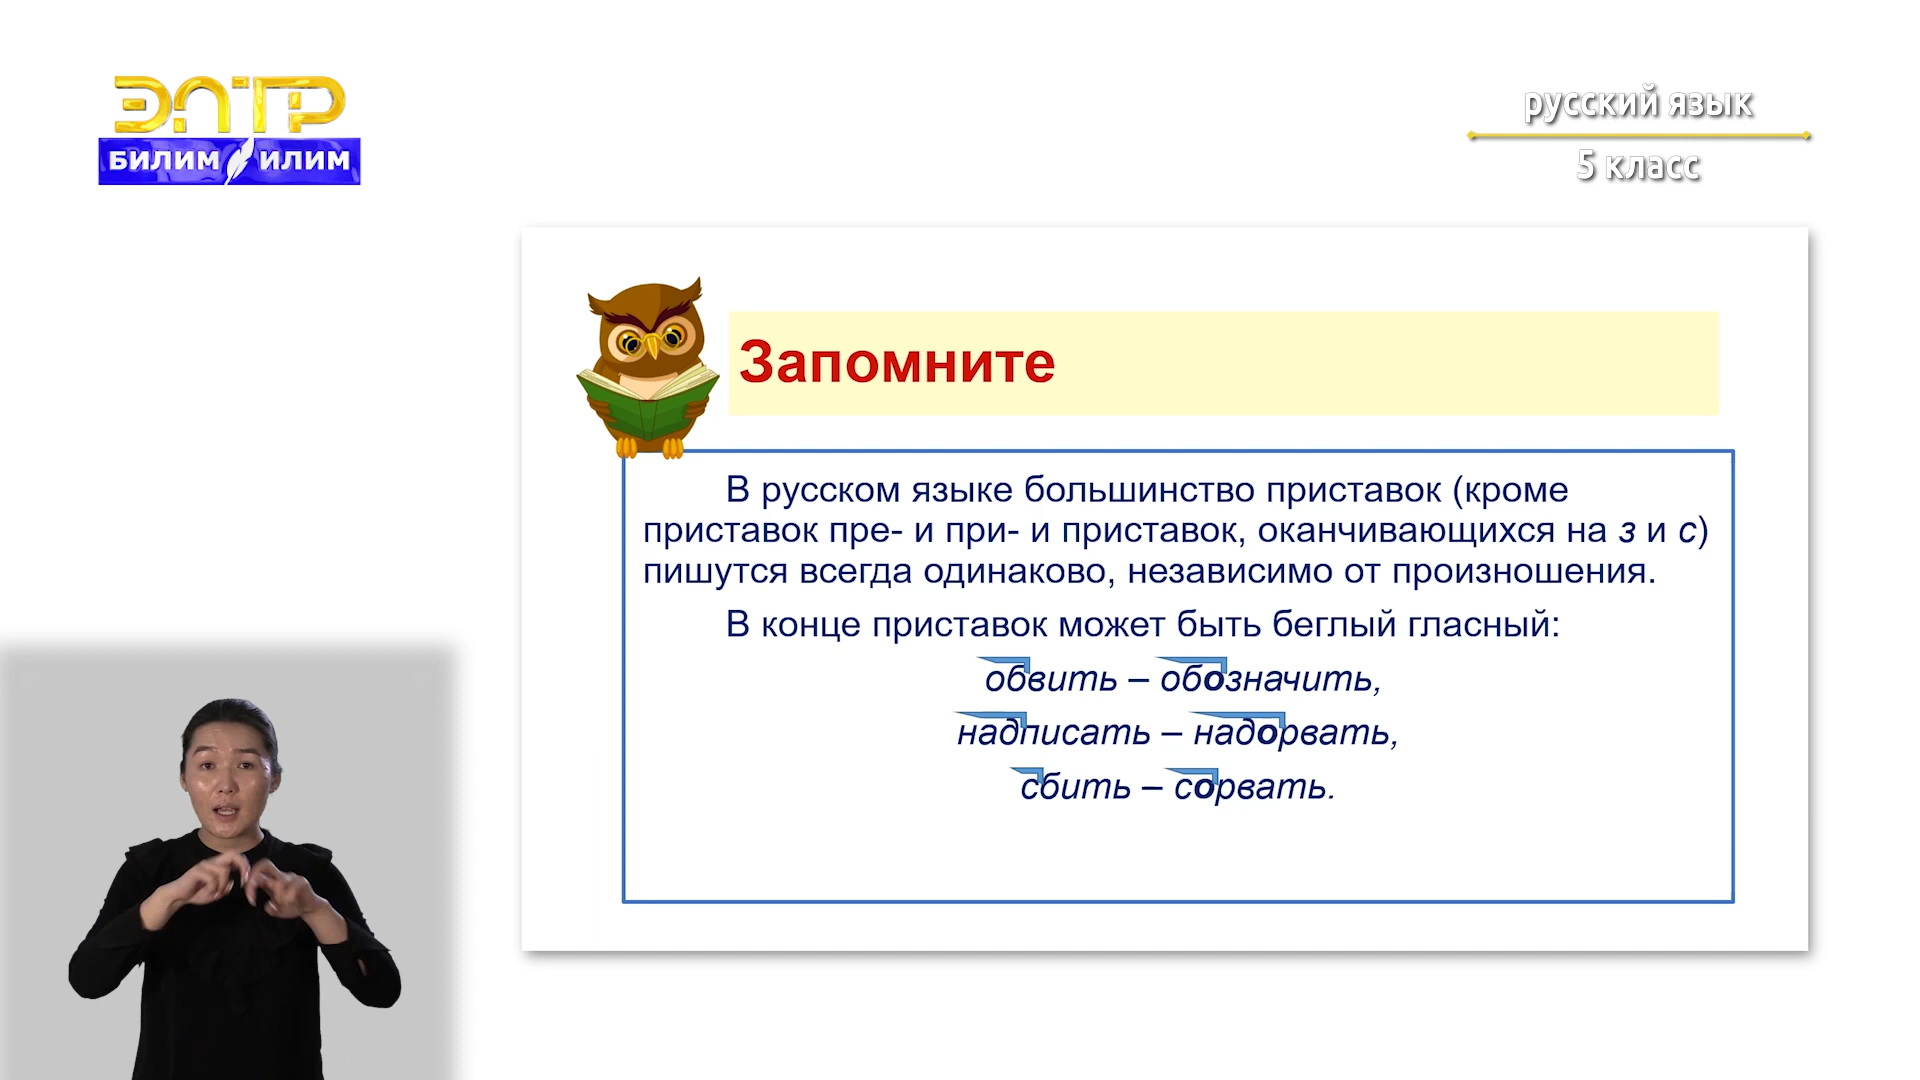 ЭЛТР
БИЛИМ ИЛИМ
русский язык
5 класс
Запомните
В русском языке большинство приставок (кроме
приставок пре- и при- и приставок, оканчивающихся на з и с)
пишутся всегда одинаково, независимо от произношения.
В конце приставок может быть беглый гласный:
обвить – обозначить,
надписать – надорвать,
сбить – сорвать.